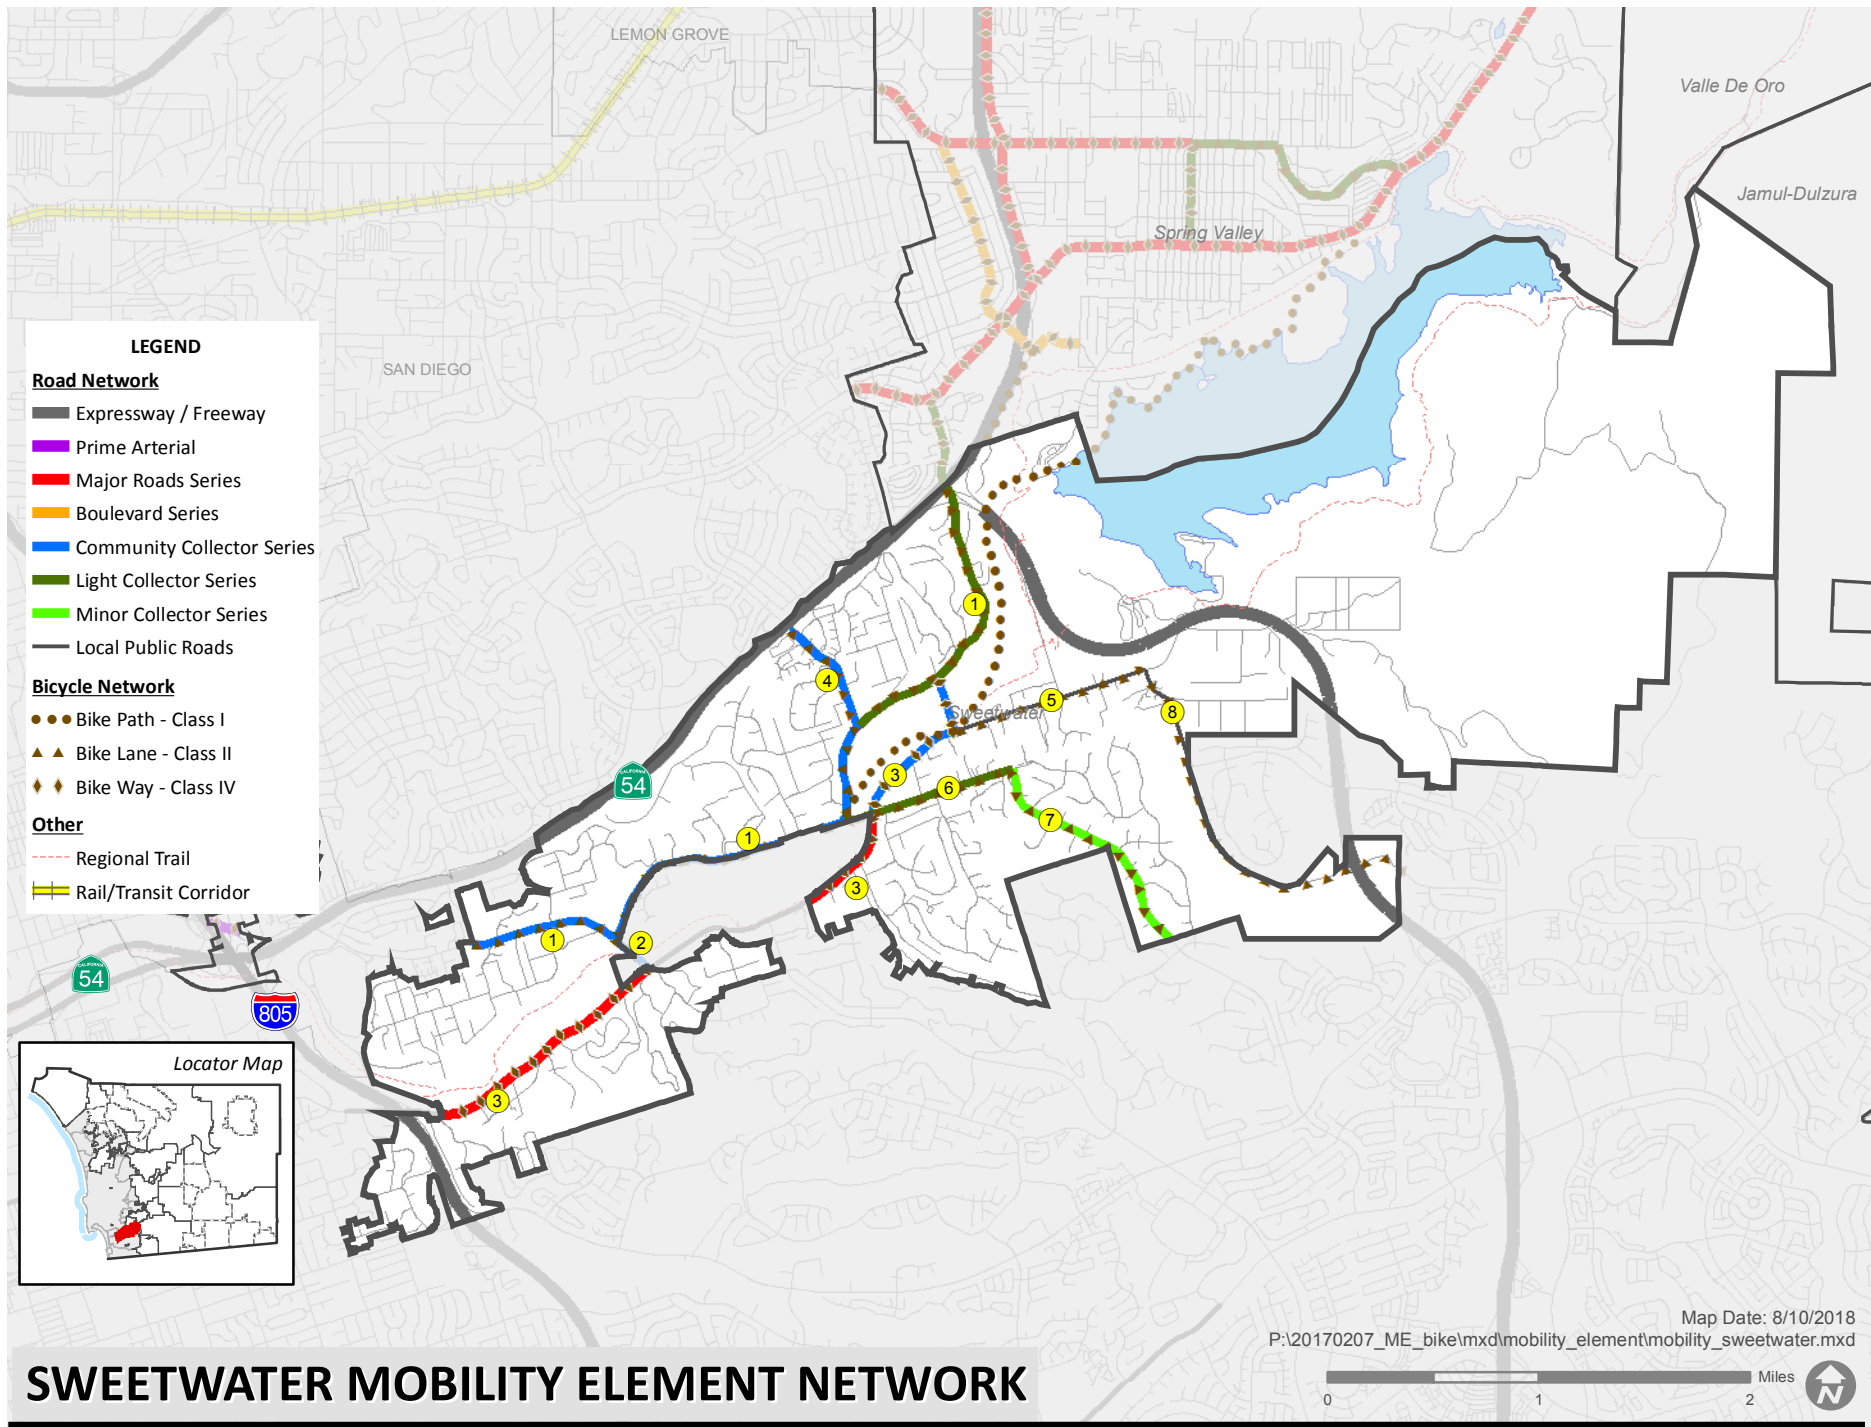 LEMON GROVE
Valle De Oro
Jamul-Dulzura
Spring Valley
SAN DIEGO
LEGEND
Road Network
Expressway / Freeway
Prime Arterial
Major Roads Series
Boulevard Series
Community Collector Series
Light Collector Series
Minor Collector Series
Local Public Roads
Bicycle Network
Bike Path - Class I
Bike Lane - Class II
Bike Way - Class IV
Other
Regional Trail
Rail/Transit Corridor
1
4
5
Sweetwater
8
3
6
7
1
3
1
2
3
CALIFORNIA
54
CALIFORNIA
54
805
Locator Map
Map Date: 8/10/2018
P:\20170207_ME_bike\mxd\mobility_element\mobility_sweetwater.mxd
Miles
0 1 2
N
SWEETWATER MOBILITY ELEMENT NETWORK